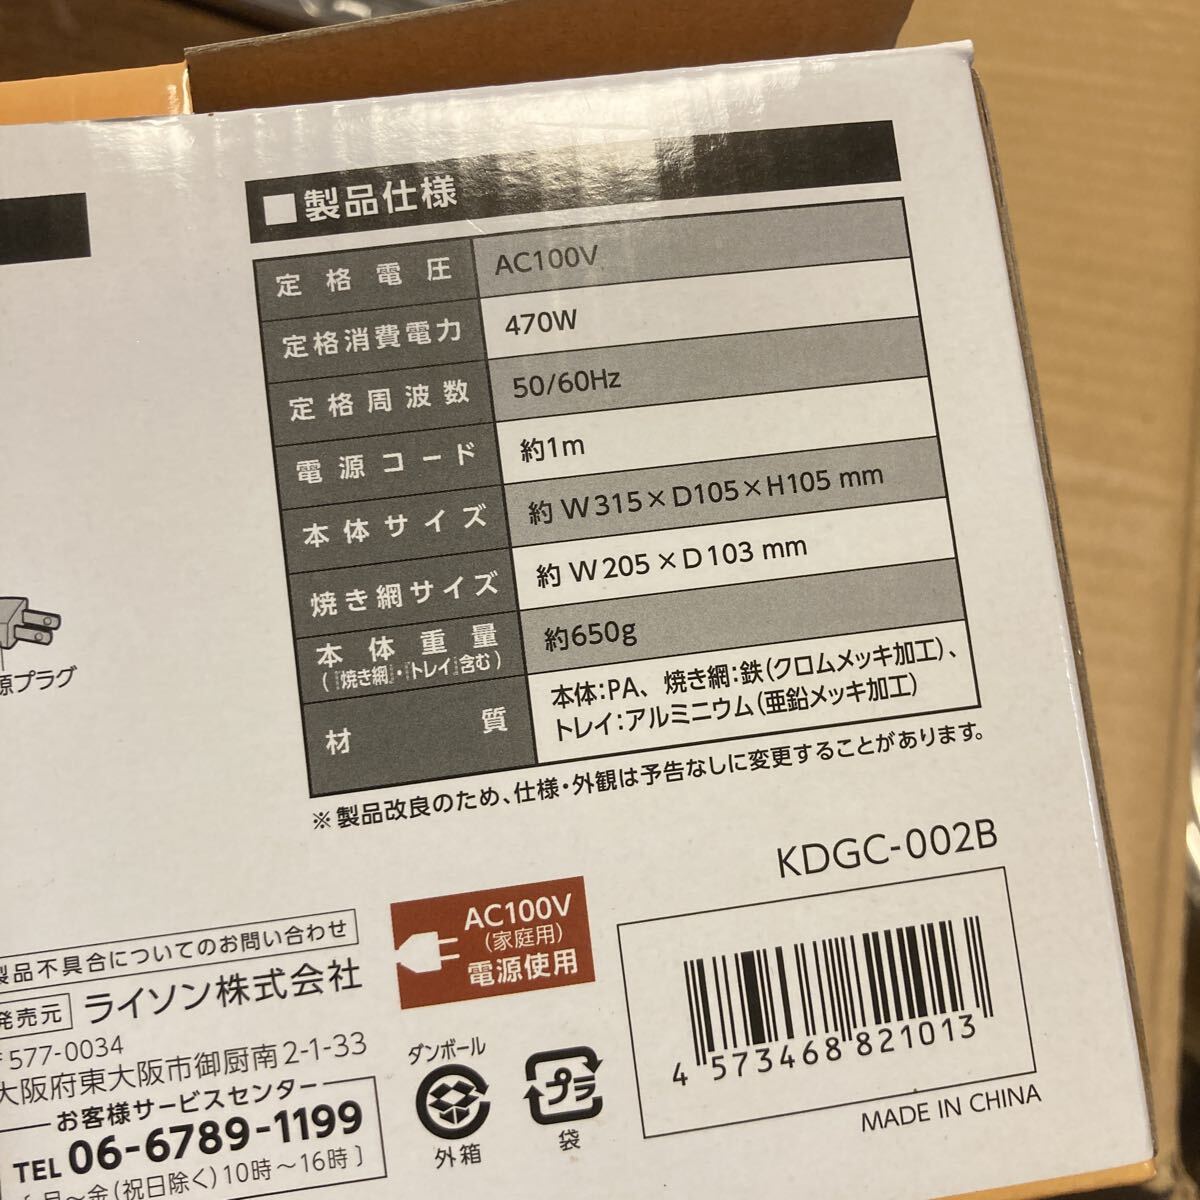 ■製品仕様
定格電圧 AC100V
定格消費電力 470W
定格周波数 50/60Hz
電源コード 約1m
本体サイズ 約W315×D105×H105 mm
焼き網サイズ 約W205×D103 mm
本体重量 約650g
(焼き網・トレイ含む)
材質 本体:PA、焼き網:鉄(クロムメッキ加工)、
トレイ:アルミニウム(亜鉛メッキ加工)
※製品改良のため、仕様・外観は予告なしに変更することがあります。
源プラグ
KDGC-002B
製品不具合についてのお問い合わせ
発売元 ライソン株式会社
〒577-0034
大阪府東大阪市御厨南2-1-33
お客様サービスセンター
TEL 06-6789-1199
〔月〜金(祝日除く)10時〜16時〕
AC100V
(家庭用)
電源使用
ダンボール
外箱
プラ
袋
4 573468 821013
MADE IN CHINA